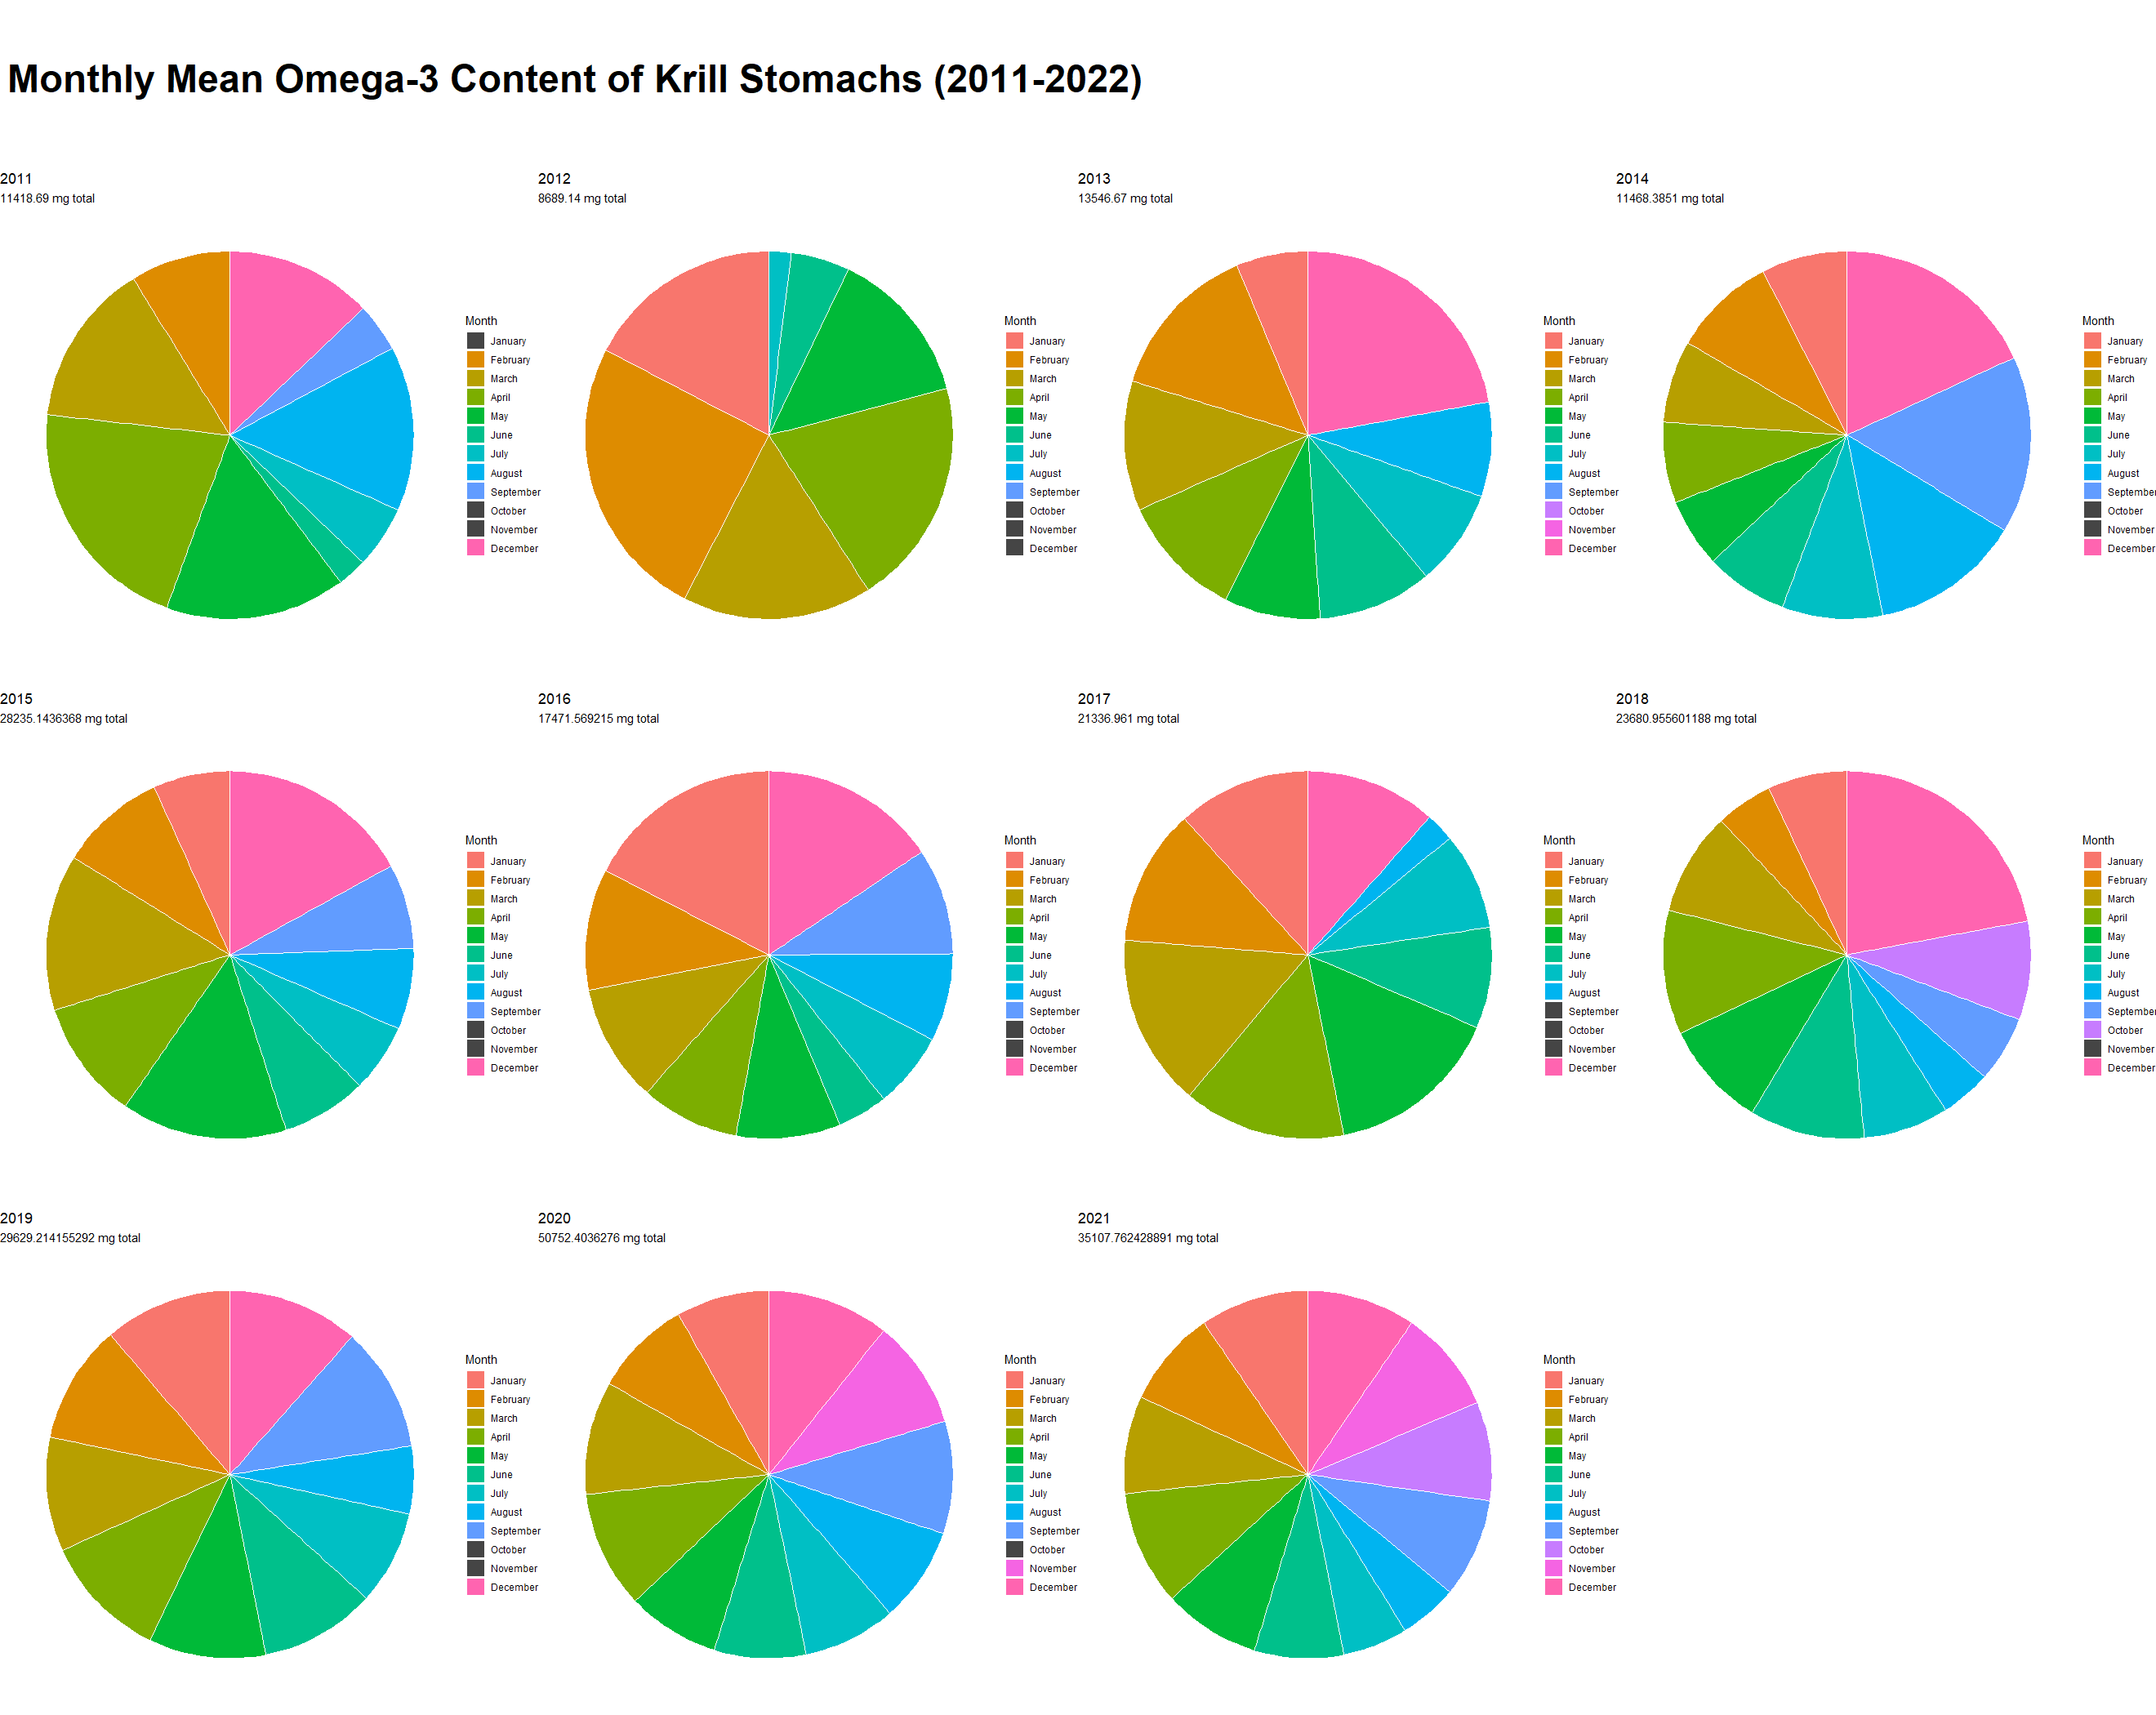 Monthly Mean Omega-3 Content of Krill Stomachs (2011-2022)
2011
11418.69 mg total
Month
January
February
March
April
May
June
July
August
September
October
November
December
2012
8689.14 mg total
Month
January
February
March
April
May
June
July
August
September
October
November
December
2013
13546.67 mg total
Month
January
February
March
April
May
June
July
August
September
October
November
December
2014
11468.3851 mg total
Month
January
February
March
April
May
June
July
August
September
October
November
December
2015
28235.1436368 mg total
Month
January
February
March
April
May
June
July
August
September
October
November
December
2016
17471.569215 mg total
Month
January
February
March
April
May
June
July
August
September
October
November
December
2017
21336.961 mg total
Month
January
February
March
April
May
June
July
August
September
October
November
December
2018
23680.955601188 mg total
Month
January
February
March
April
May
June
July
August
September
October
November
December
2019
29629.214155292 mg total
Month
January
February
March
April
May
June
July
August
September
October
November
December
2020
50752.4036276 mg total
Month
January
February
March
April
May
June
July
August
September
October
November
December
2021
35107.762428891 mg total
Month
January
February
March
April
May
June
July
August
September
October
November
December